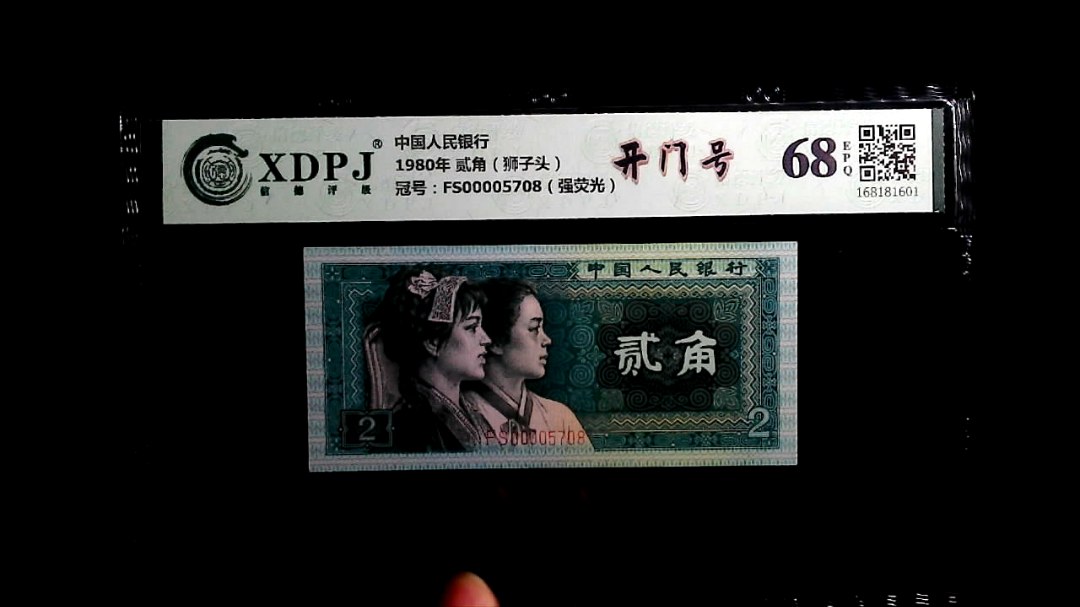 XDPJ®
信德评级
中国人民银行
1980年 贰角（狮子头）
冠号：FS00005708（强荧光）
开门号
68
EPQ
168181601
中国人民银行
贰角
2
2
FS00005708